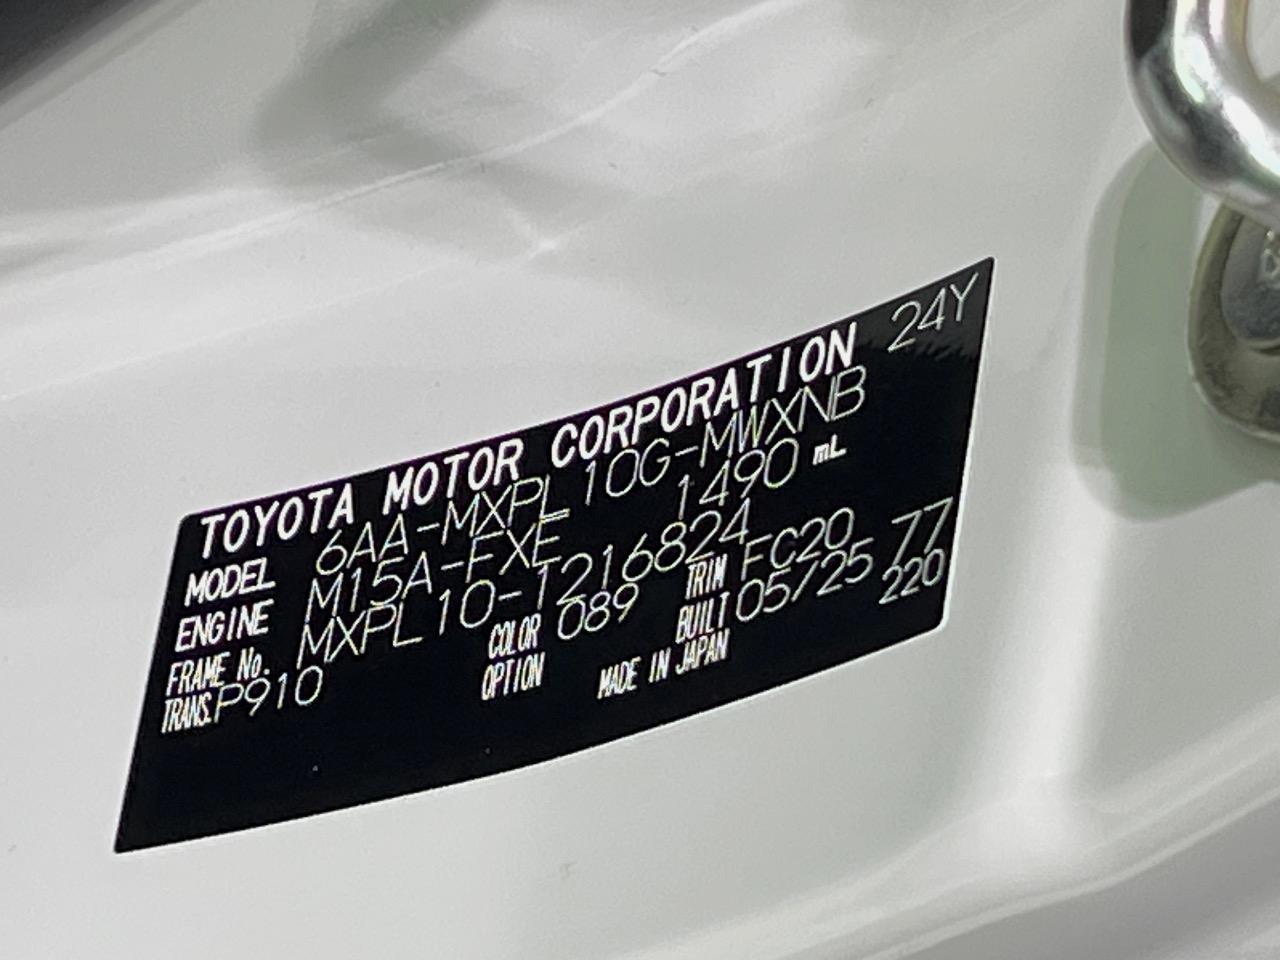 TOYOTA MOTOR CORPORATION 24Y
MODEL 6AA-MXPL10G-MWXNB
ENGINE M15A-FXE 1490 mL
FRAME No. MXPL10-1216824
COLOR 089 TRIM FC20 77
TRANS. P910 OPTION BUILT 05/25 220
MADE IN JAPAN